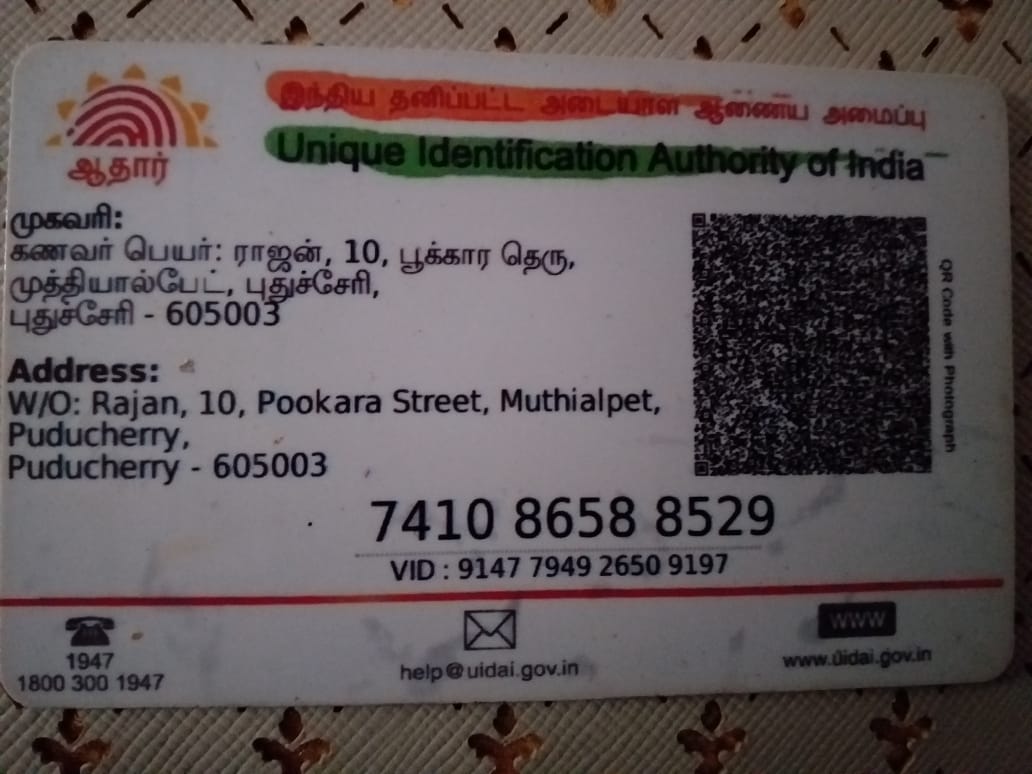 ஆதார்
இந்திய தனிப்பட்ட அடையாள ஆணைய அமைப்பு
Unique Identification Authority of India
முகவரி:
கணவர் பெயர்: ராஜன், 10, பூக்கார தெரு,
முத்தியால்பேட், புதுச்சேரி,
புதுச்சேரி - 605003
Address:
W/O: Rajan, 10, Pookara Street, Muthialpet,
Puducherry,
Puducherry - 605003
QR Code with Photograph
7410 8658 8529
VID : 9147 7949 2650 9197
1947
1800 300 1947
help@uidai.gov.in
WWW
www.uidai.gov.in